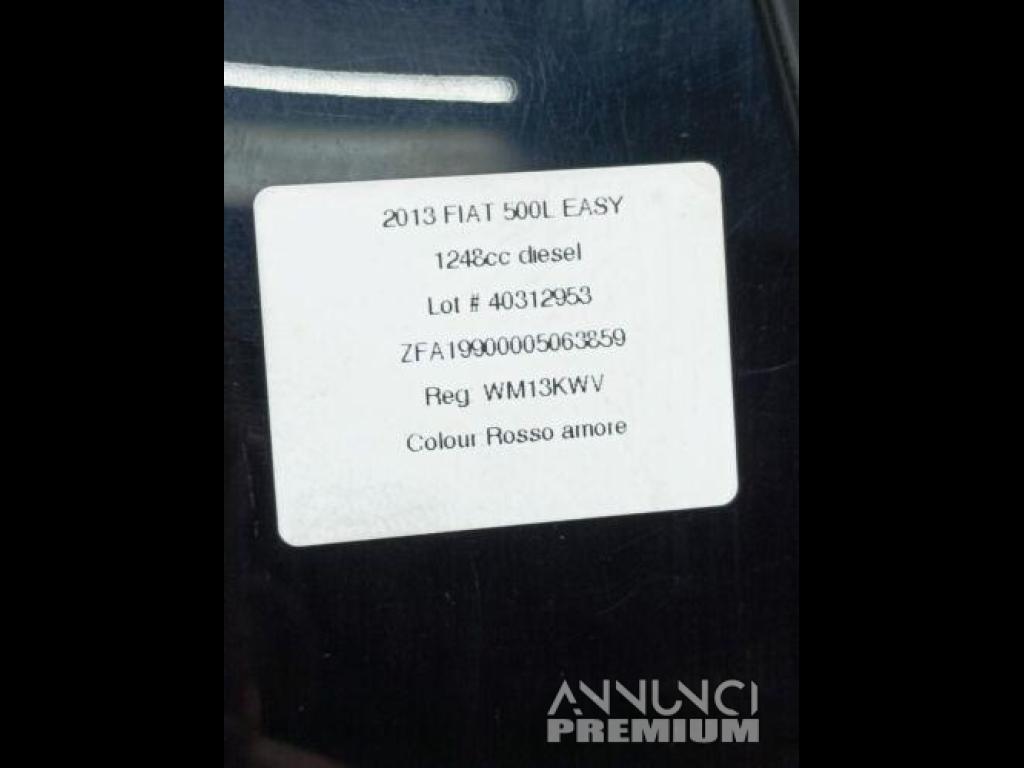 2013 FIAT 500L EASY
1248cc diesel
Lot # 40312953
ZFA19900005063859
Reg WM13KWV
Colour Rosso amore
ANNUNCI
PREMIUM